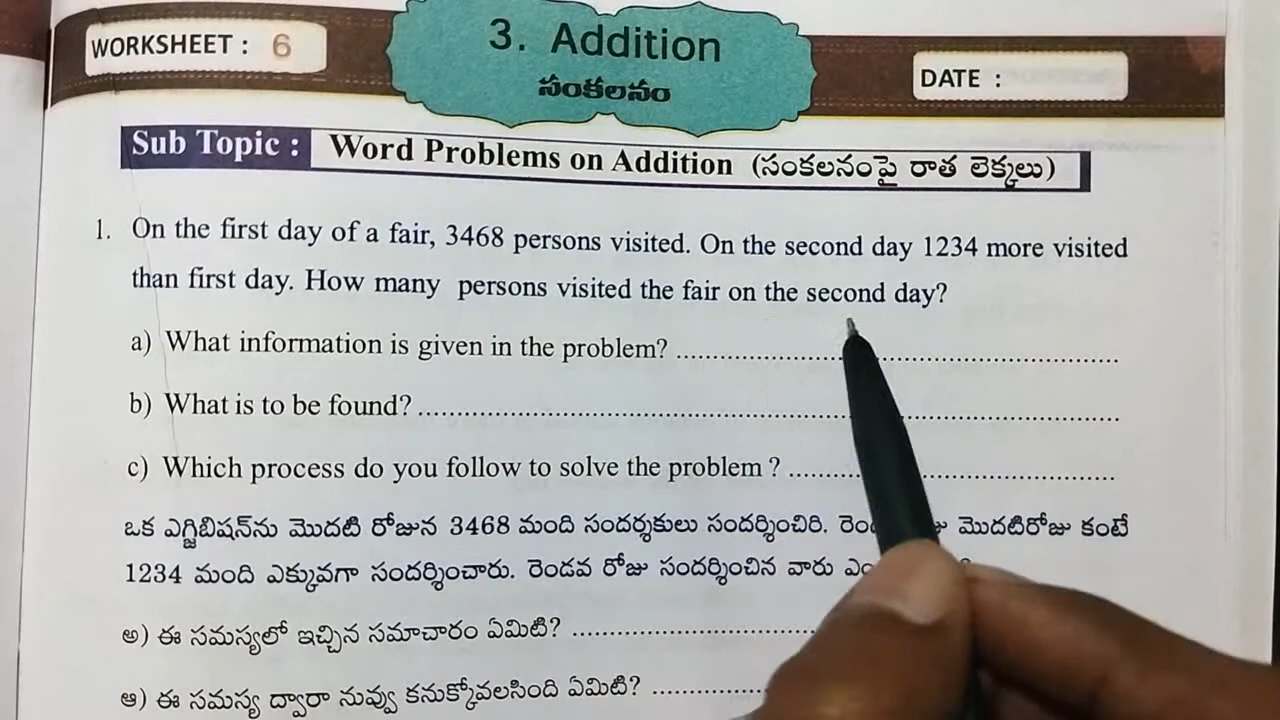 WORKSHEET : 6
3. Addition
సంకలనం
DATE :
Sub Topic : Word Problems on Addition (సంకలనంపై రాత లెక్కలు)
1. On the first day of a fair, 3468 persons visited. On the second day 1234 more visited
than first day. How many persons visited the fair on the second day?
a) What information is given in the problem? ..........................................................
b) What is to be found? ..........................................................
c) Which process do you follow to solve the problem ? ..........................................................
ఒక ఎగ్జిబిషన్‌ను మొదటి రోజున 3468 మంది సందర్శకులు సందర్శించిరి. మొదటిరోజు కంటే
1234 మంది ఎక్కువగా సందర్శించారు. రెండవ రోజు సందర్శించిన వారు
అ) ఈ సమస్యలో ఇచ్చిన సమాచారం ఏమిటి? ..................................
ఆ) ఈ సమస్య ద్వారా నువ్వు కనుక్కోవలసింది ఏమిటి? ................